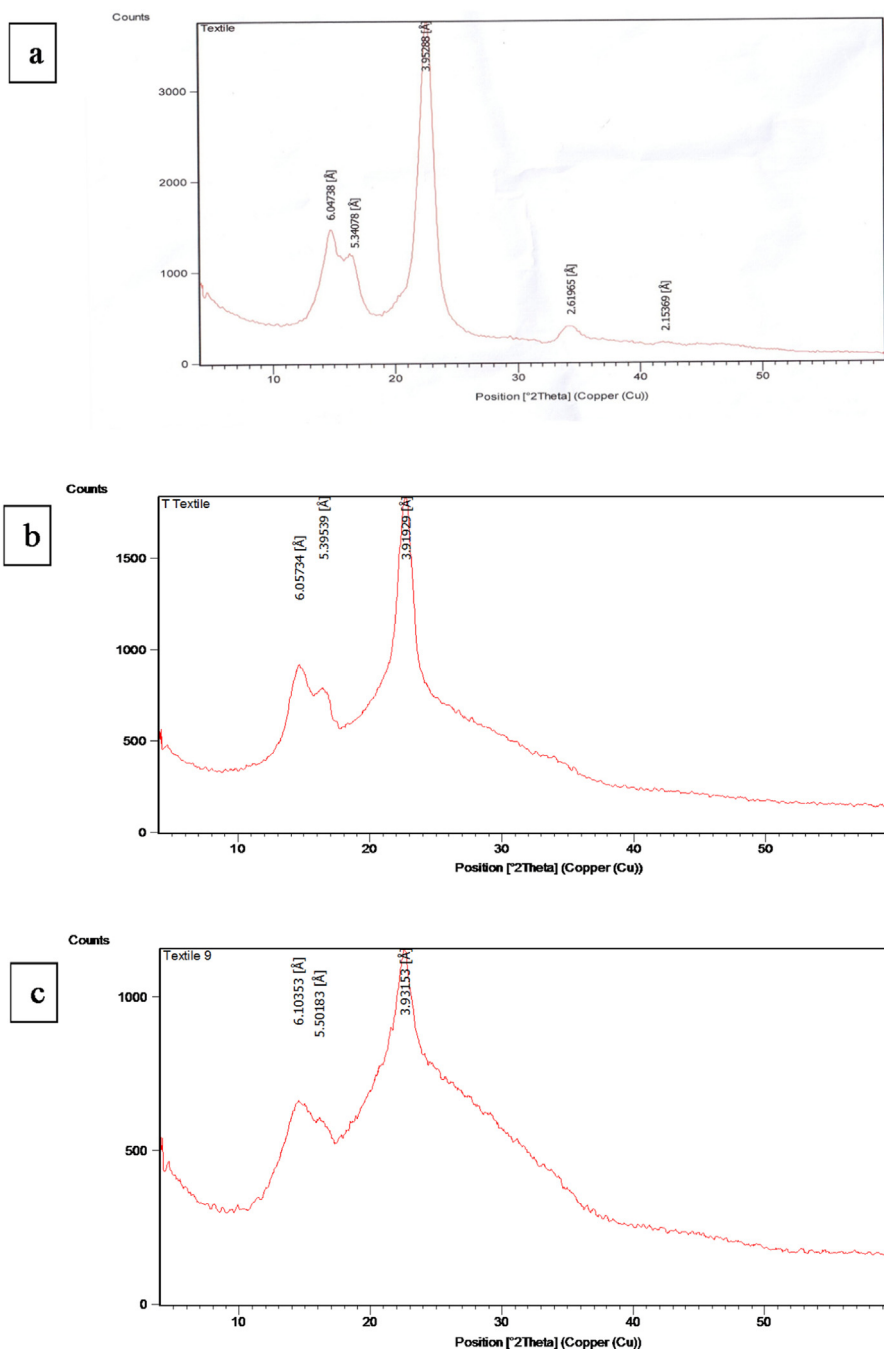 a
Counts
Textile
3.95288 [Å]
6.04738 [Å]
5.34078 [Å]
2.61965 [Å]
2.15369 [Å]
3000
2000
1000
0
10
20
30
40
50
Position [°2Theta] (Copper (Cu))
b
Counts
T Textile
6.05734 [Å]
5.39539 [Å]
3.91929 [Å]
1500
1000
500
0
10
20
30
40
50
Position [°2Theta] (Copper (Cu))
c
Counts
Textile 9
6.10353 [Å]
5.50183 [Å]
3.93153 [Å]
1000
500
0
10
20
30
40
50
Position [°2Theta] (Copper (Cu))